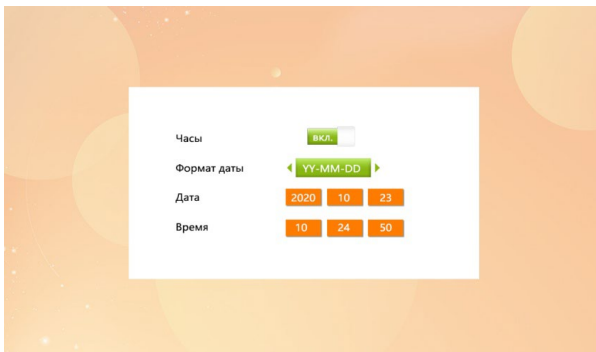 Часы вкл.
Формат даты YY-MM-DD
Дата 2020 10 23
Время 10 24 50